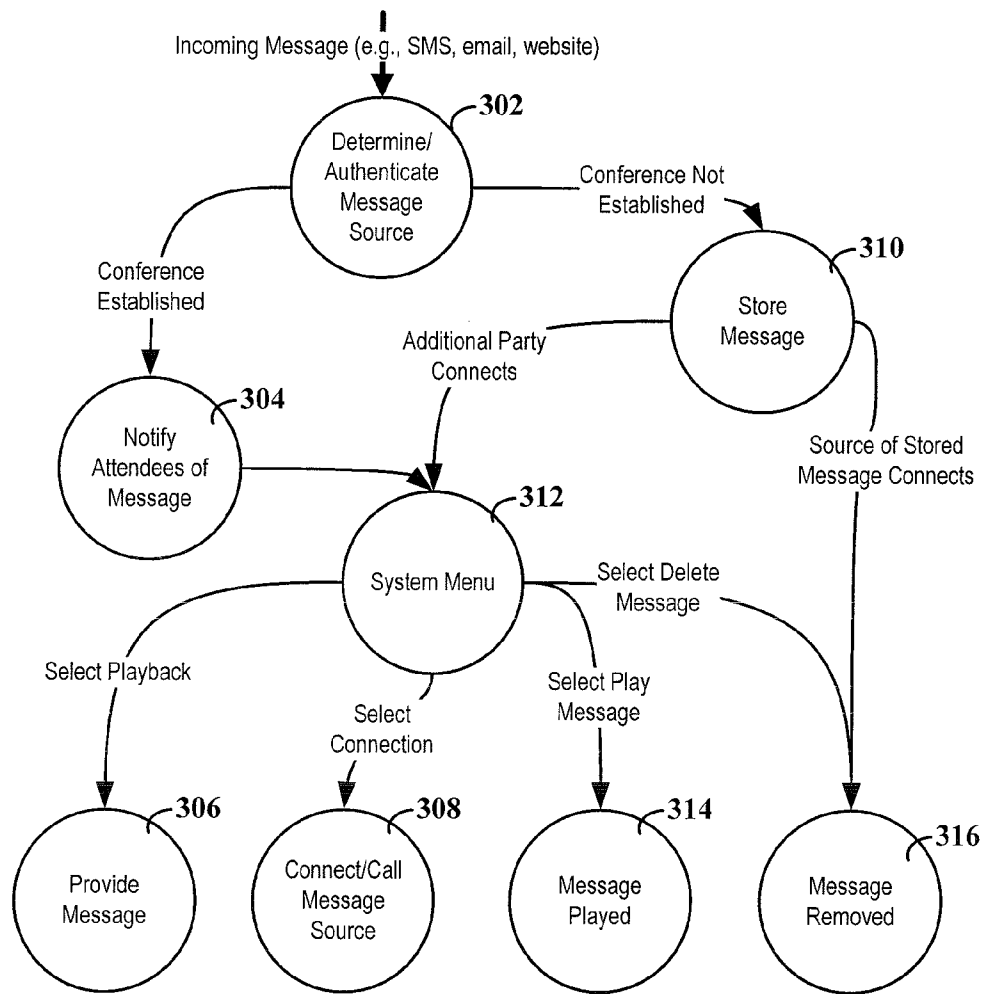 Incoming Message (e.g., SMS, email, website)
302
Determine/
Authenticate
Message
Source
Conference Not
Established
310
Store
Message
Conference
Established
Additional Party
Connects
304
Notify
Attendees of
Message
Source of Stored
Message Connects
312
System Menu
Select Delete
Message
Select Playback
Select
Connection
Select Play
Message
306
Provide
Message
308
Connect/Call
Message
Source
314
Message
Played
316
Message
Removed